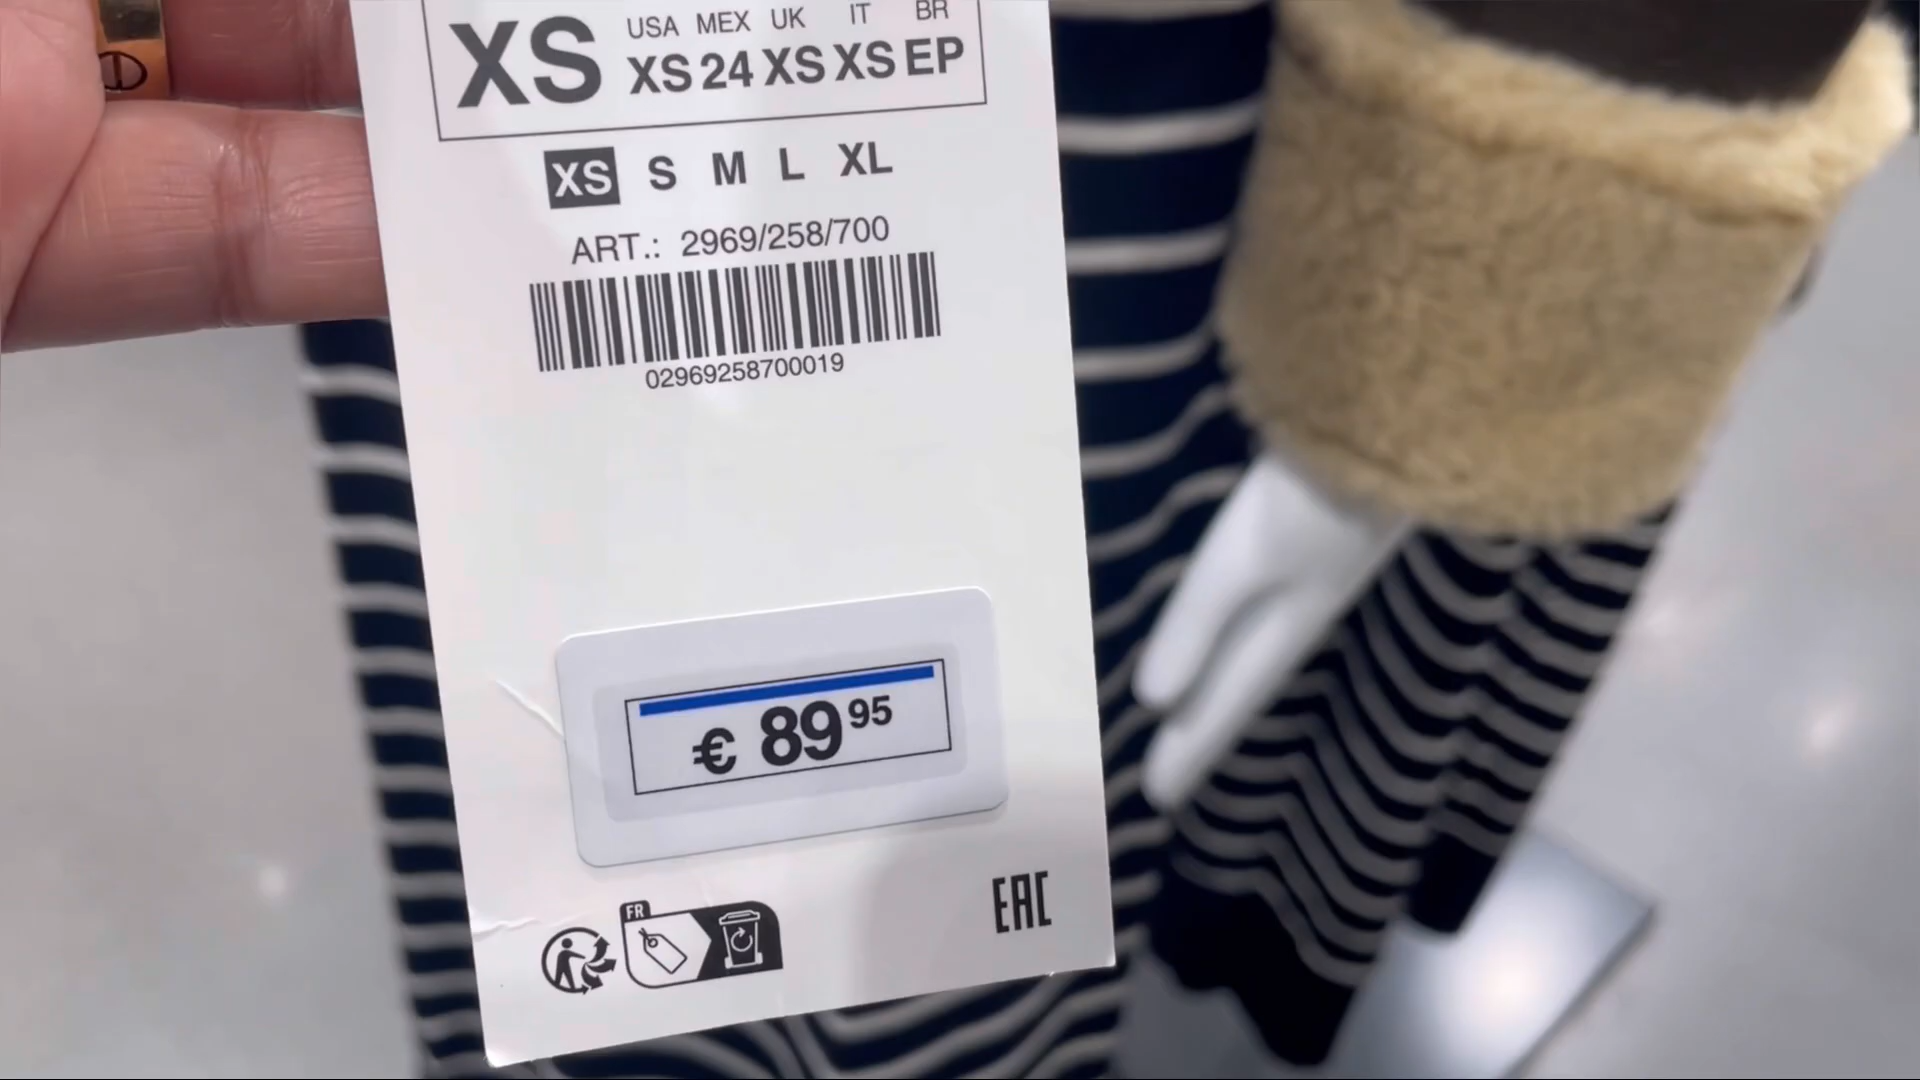 USA MEX UK IT BR
XS XS 24 XS XS EP
XS S M L XL
ART.: 2969/258/700
02969258700019
€ 89 95
FR
EAC